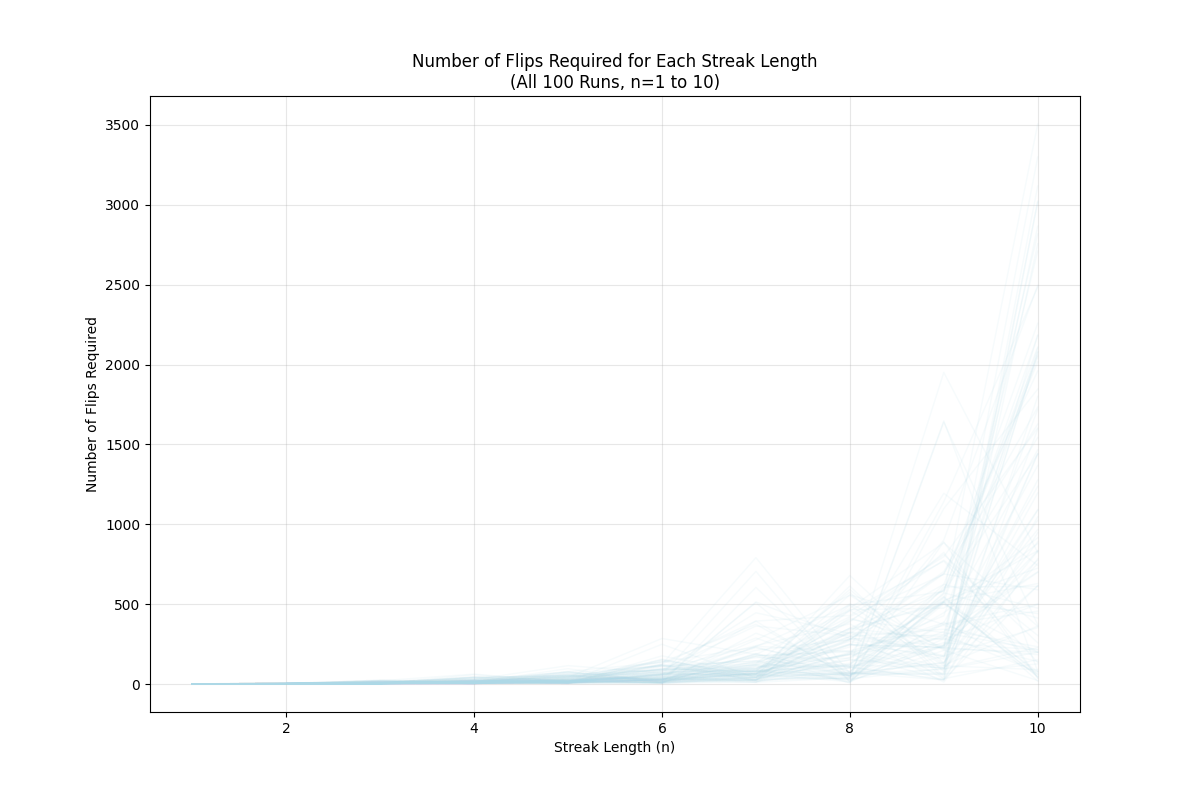 Number of Flips Required for Each Streak Length
(All 100 Runs, n=1 to 10)
Number of Flips Required
3500
3000
2500
2000
1500
1000
500
0
2 4 6 8 10
Streak Length (n)